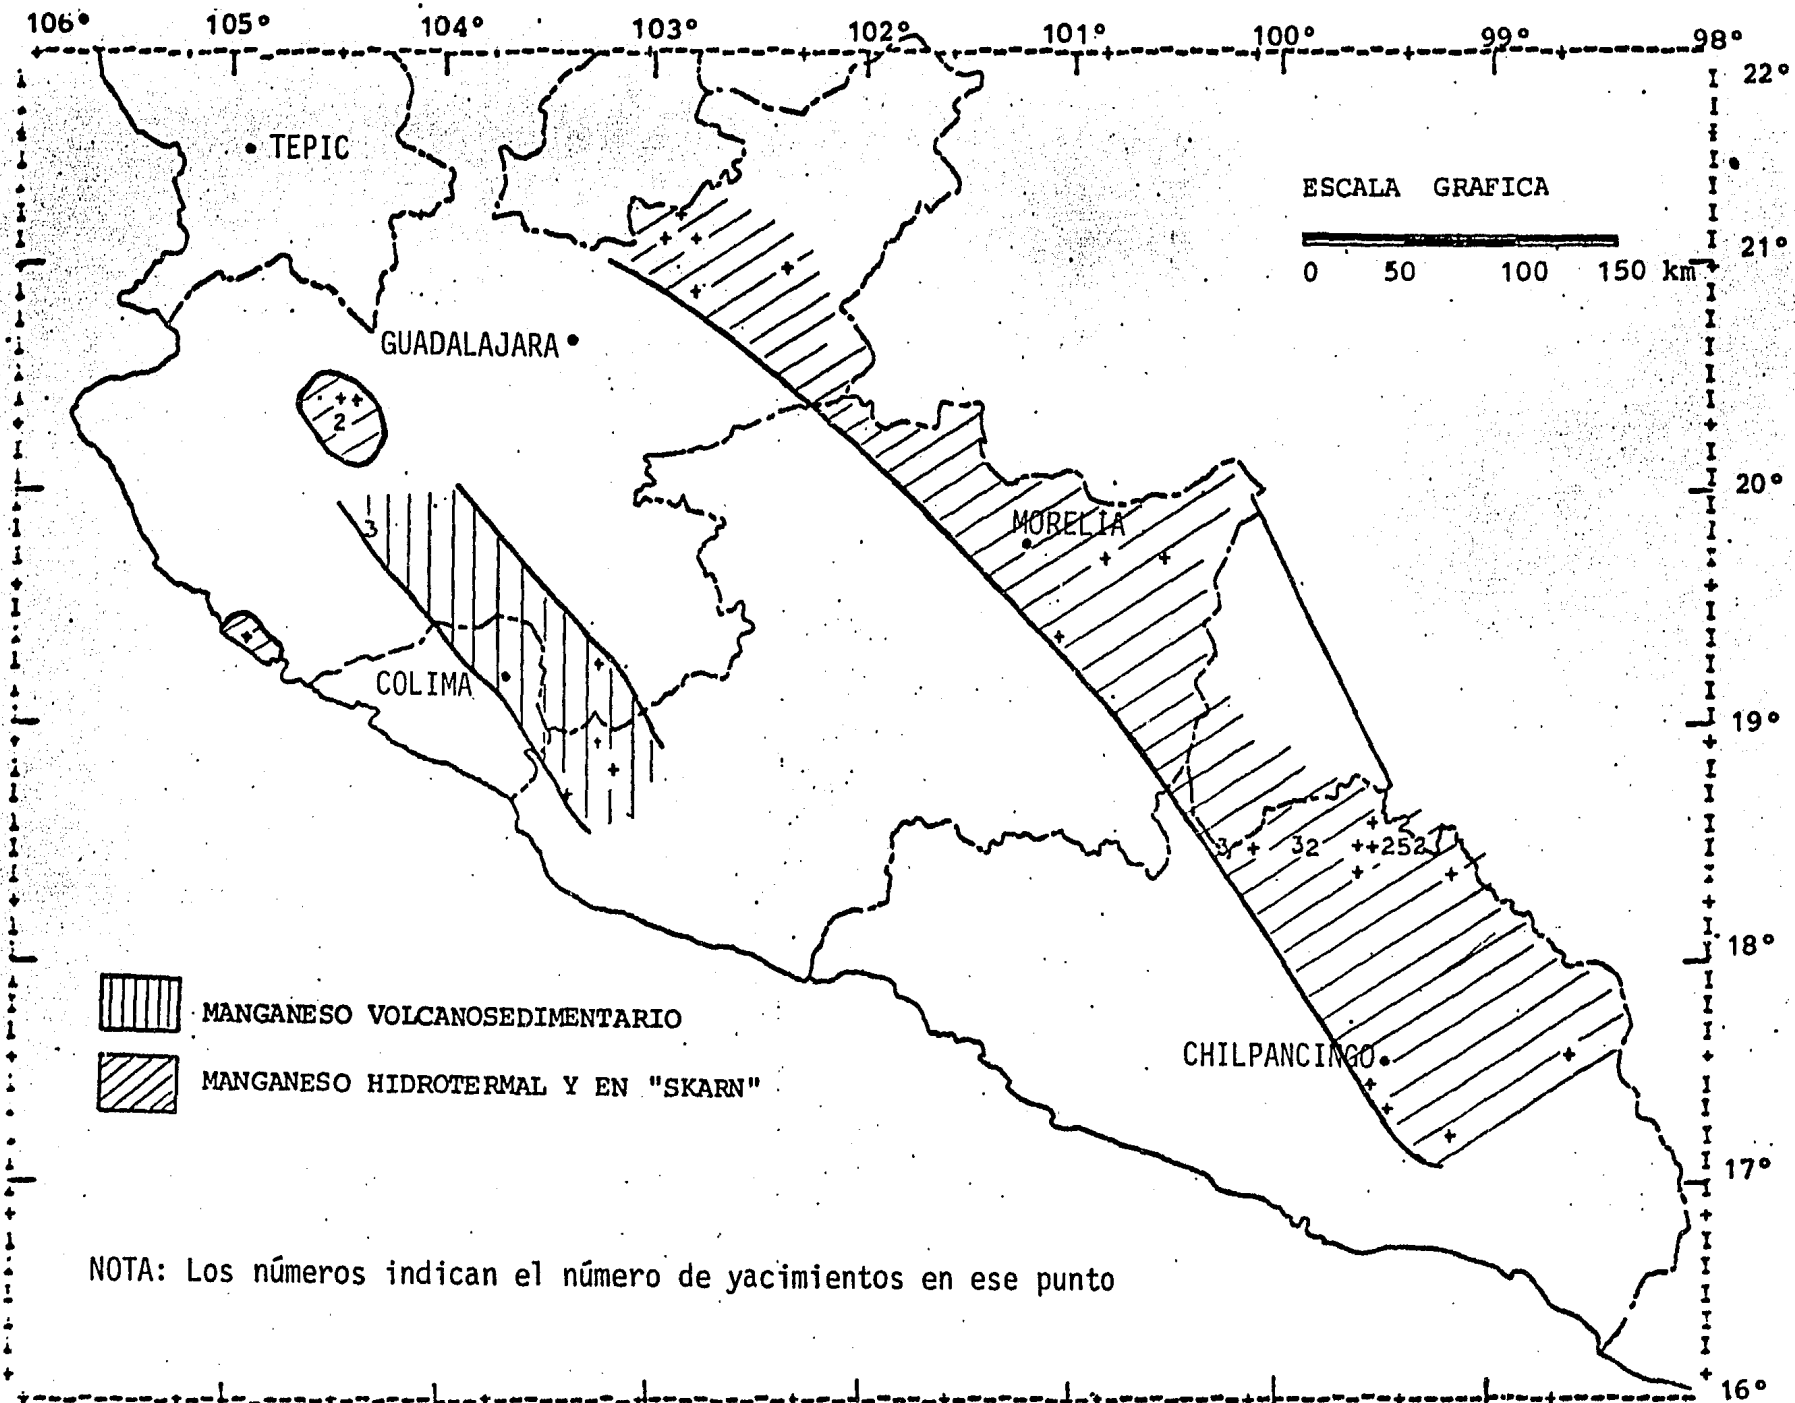 106° 105° 104° 103° 102° 101° 100° 99° 98°
22°
TEPIC
ESCALA GRAFICA
21°
0 50 100 150 km
GUADALAJARA
2
20°
3
MORELIA
COLIMA
19°
3 32 252
18°
MANGANESO VOLCANOSEDIMENTARIO
CHILPANCINGO
MANGANESO HIDROTERMAL Y EN "SKARN"
17°
NOTA: Los números indican el número de yacimientos en ese punto
16°